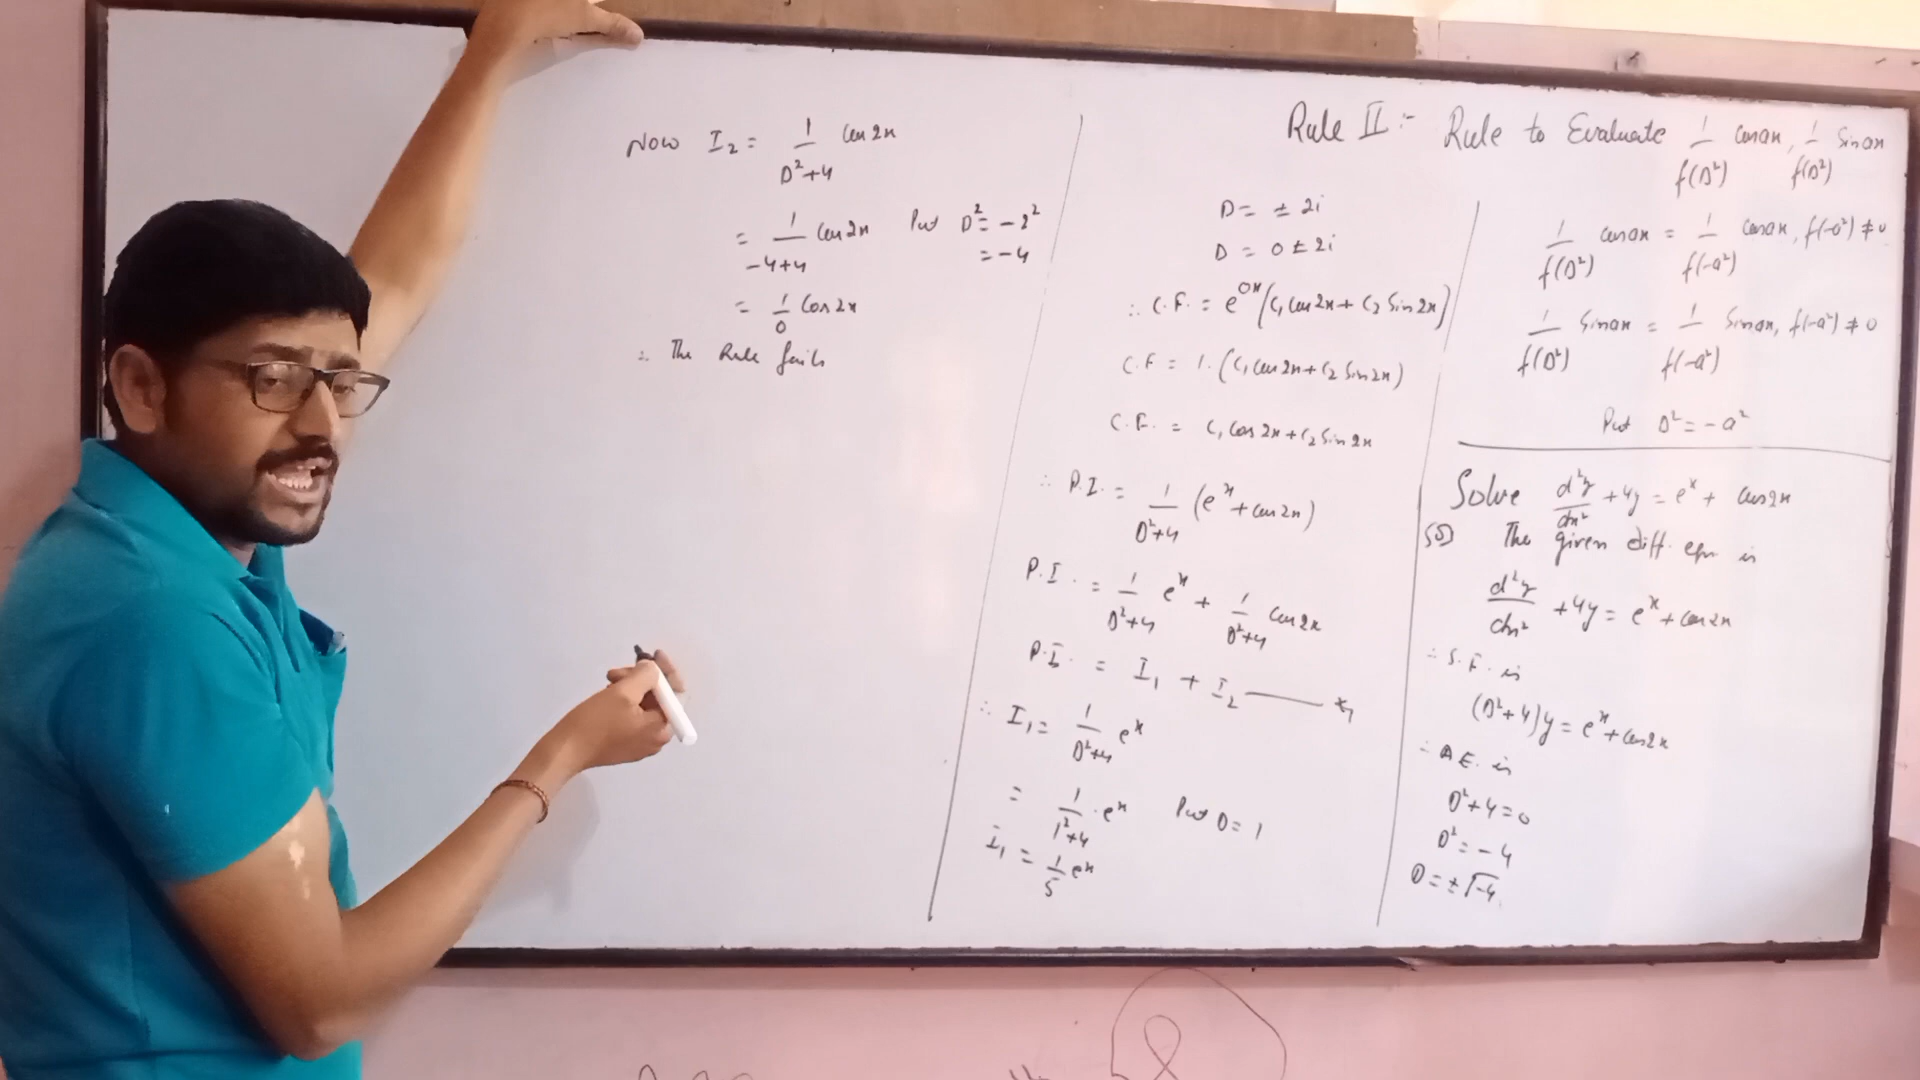 Rule II :- Rule to Evaluate 1/f(D²) cosax, 1/f(D²) Sinax
1/f(D²) cosax = 1/f(-a²) cosax, f(-a²) ≠ 0
1/f(D²) Sinax = 1/f(-a²) Sinax, f(-a²) ≠ 0
Put D² = -a²
Solve d²y/dx² + 4y = e^x + cos2x
Sol The given diff. eqn is
d²y/dx² + 4y = e^x + cos2x
∴ S.F. is
(D²+4)y = e^x + cos2x
∴ A.E. is
D²+4=0
D² = -4
D = ±√-4
D = ± 2i
D = 0 ± 2i
∴ C.F. = e^0x (C₁ cos2x + C₂ Sin2x)
C.F = 1. (C₁ cos2x + C₂ Sin2x)
C.F. = C₁ Cos2x + C₂ Sin2x
∴ P.I. = 1/D²+4 (e^x + cos2x)
P.I. = 1/D²+4 e^x + 1/D²+4 cos2x
P.I. = I₁ + I₂
∴ I₁ = 1/D²+4 e^x
= 1/1²+4 . e^x Put D = 1
I₁ = 1/5 e^x
Now I₂ = 1/D²+4 Cos2x
= 1/-4+4 Cos2x Put D² = -2²
= -4
= 1/0 Cos2x
∴ The Rule fails